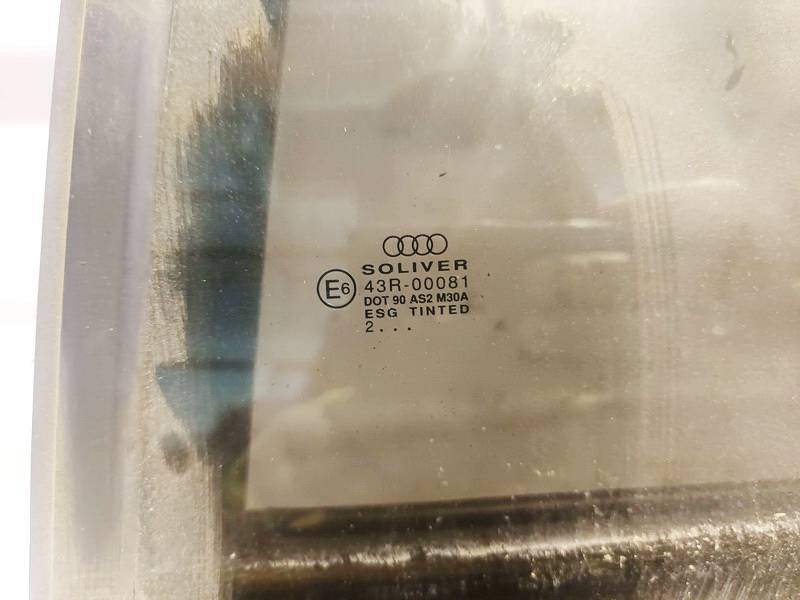 SOLIVER
E6 43R-00081
DOT 90 AS2 M30A
ESG TINTED
2...